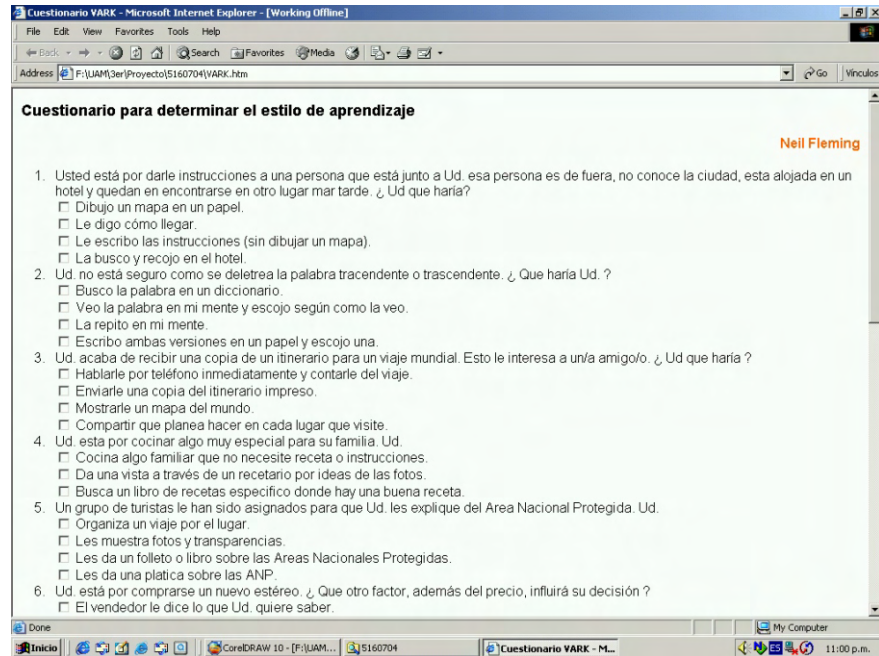 Cuestionario VARK - Microsoft Internet Explorer - [Working Offline]
File Edit View Favorites Tools Help
Back Search Favorites Media
Address F:\UAM\3er\Proyecto\5160704\VARK.htm Go Vínculos
Cuestionario para determinar el estilo de aprendizaje
Neil Fleming
1. Usted está por darle instrucciones a una persona que está junto a Ud. esa persona es de fuera, no conoce la ciudad, esta alojada en un
hotel y quedan en encontrarse en otro lugar mar tarde. ¿ Ud que haría?
Dibujo un mapa en un papel.
Le digo cómo llegar.
Le escribo las instrucciones (sin dibujar un mapa).
La busco y recojo en el hotel.
2. Ud. no está seguro como se deletrea la palabra tracendente o trascendente. ¿ Que haría Ud. ?
Busco la palabra en un diccionario.
Veo la palabra en mi mente y escojo según como la veo.
La repito en mi mente.
Escribo ambas versiones en un papel y escojo una.
3. Ud. acaba de recibir una copia de un itinerario para un viaje mundial. Esto le interesa a un/a amigo/o. ¿ Ud que haría ?
Hablarle por teléfono inmediatamente y contarle del viaje.
Enviarle una copia del itinerario impreso.
Mostrarle un mapa del mundo.
Compartir que planea hacer en cada lugar que visite.
4. Ud. esta por cocinar algo muy especial para su familia. Ud.
Cocina algo familiar que no necesite receta o instrucciones.
Da una vista a través de un recetario por ideas de las fotos.
Busca un libro de recetas especifico donde hay una buena receta.
5. Un grupo de turistas le han sido asignados para que Ud. les explique del Area Nacional Protegida. Ud.
Organiza un viaje por el lugar.
Les muestra fotos y transparencias.
Les da un folleto o libro sobre las Areas Nacionales Protegidas.
Les da una platica sobre las ANP.
6. Ud. está por comprarse un nuevo estéreo. ¿ Que otro factor, además del precio, influirá su decisión ?
El vendedor le dice lo que Ud. quiere saber.
Done My Computer
Inicio CorelDRAW 10 - [F:\UAM... 5160704 Cuestionario VARK - M... ES 11:00 p.m.